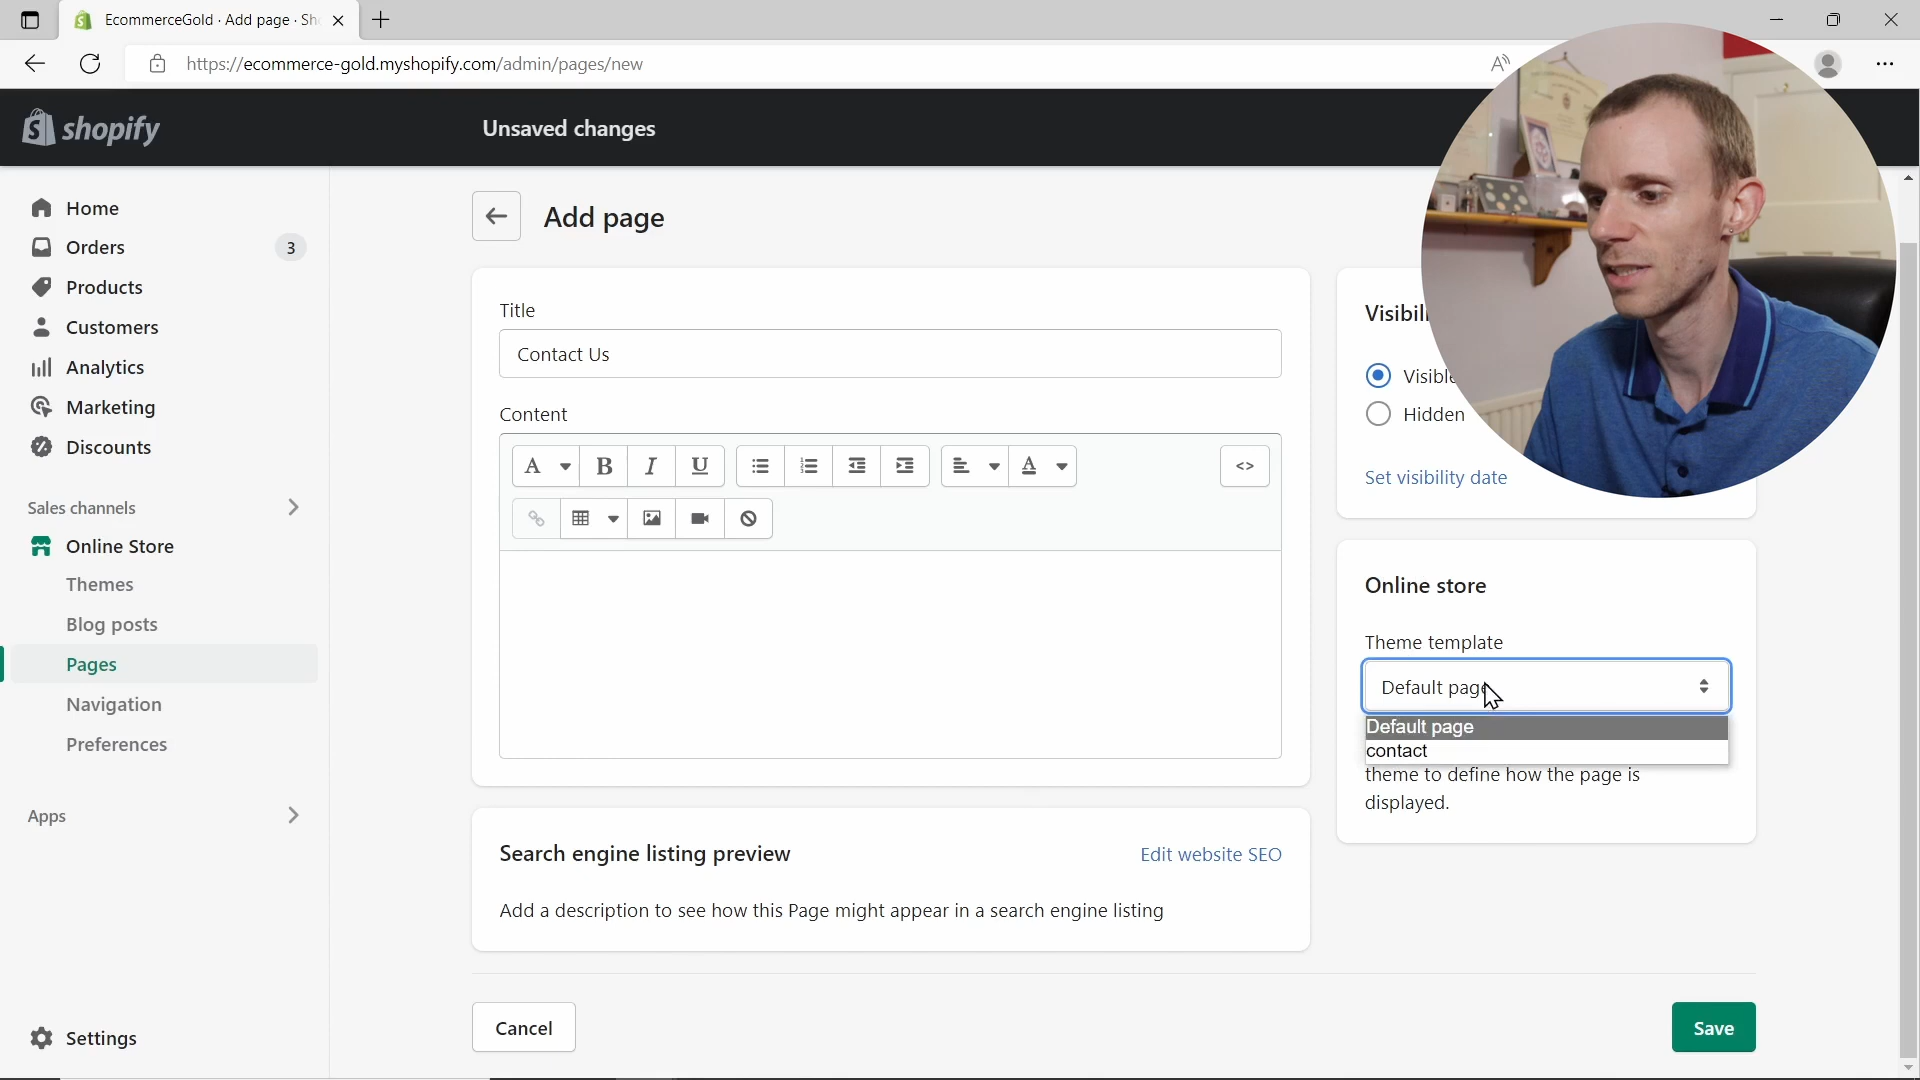 EcommerceGold · Add page · Sh
https://ecommerce-gold.myshopify.com/admin/pages/new
shopify
Unsaved changes
Home
Orders
3
Products
Customers
Analytics
Marketing
Discounts
Sales channels
Online Store
Themes
Blog posts
Pages
Navigation
Preferences
Apps
Settings
Add page
Title
Contact Us
Content
A
B
I
U
A
<>
Search engine listing preview
Edit website SEO
Add a description to see how this Page might appear in a search engine listing
Cancel
Save
Visibil
Visible
Hidden
Set visibility date
Online store
Theme template
Default page
Default page
contact
theme to define how the page is
displayed.